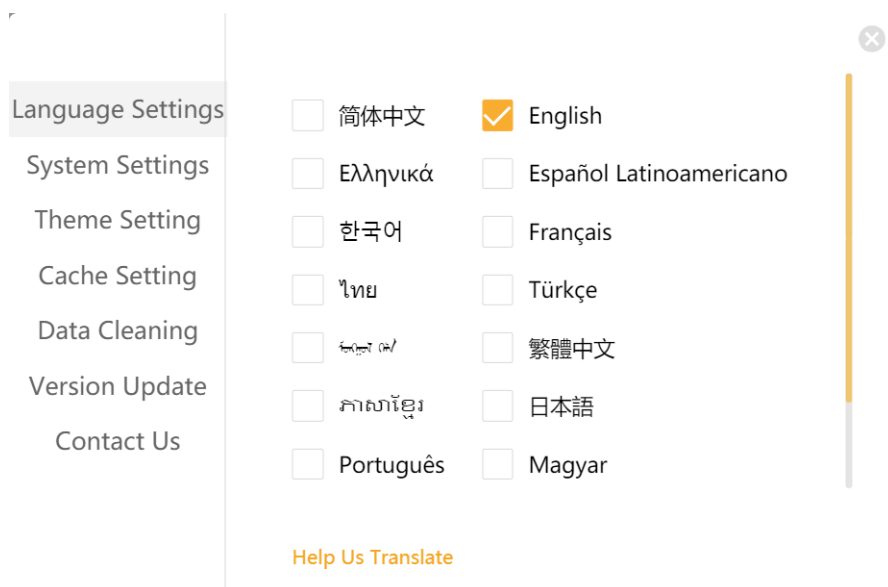 Language Settings
System Settings
Theme Setting
Cache Setting
Data Cleaning
Version Update
Contact Us
简体中文
English
Ελληνικά
Español Latinoamericano
한국어
Français
ไทย
Türkçe
繁體中文
ភាសាខ្មែរ
日本語
Português
Magyar
Help Us Translate